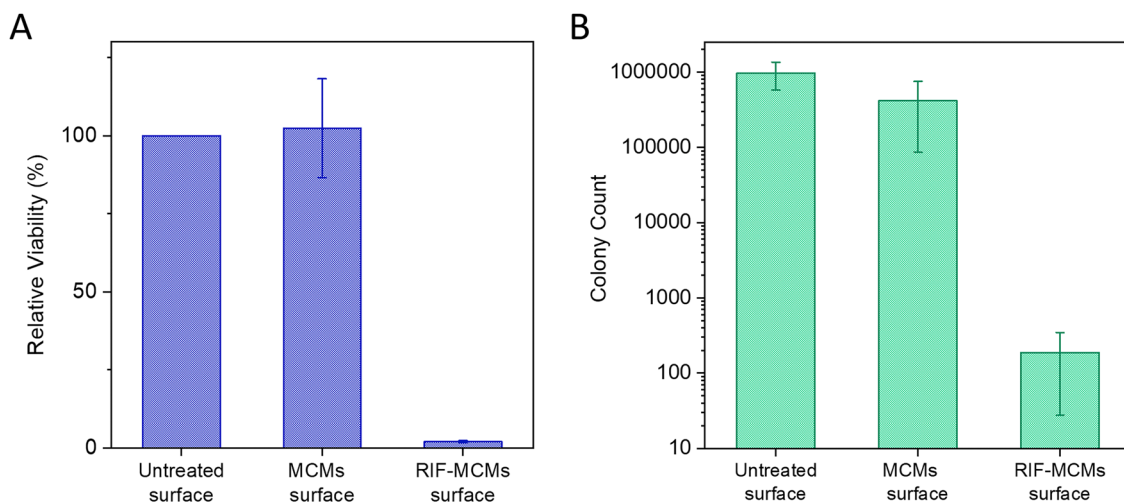 A
Relative Viability (%)
100
50
0
Untreated
surface
MCMs
surface
RIF-MCMs
surface
B
Colony Count
1000000
100000
10000
1000
100
10
Untreated
surface
MCMs
surface
RIF-MCMs
surface